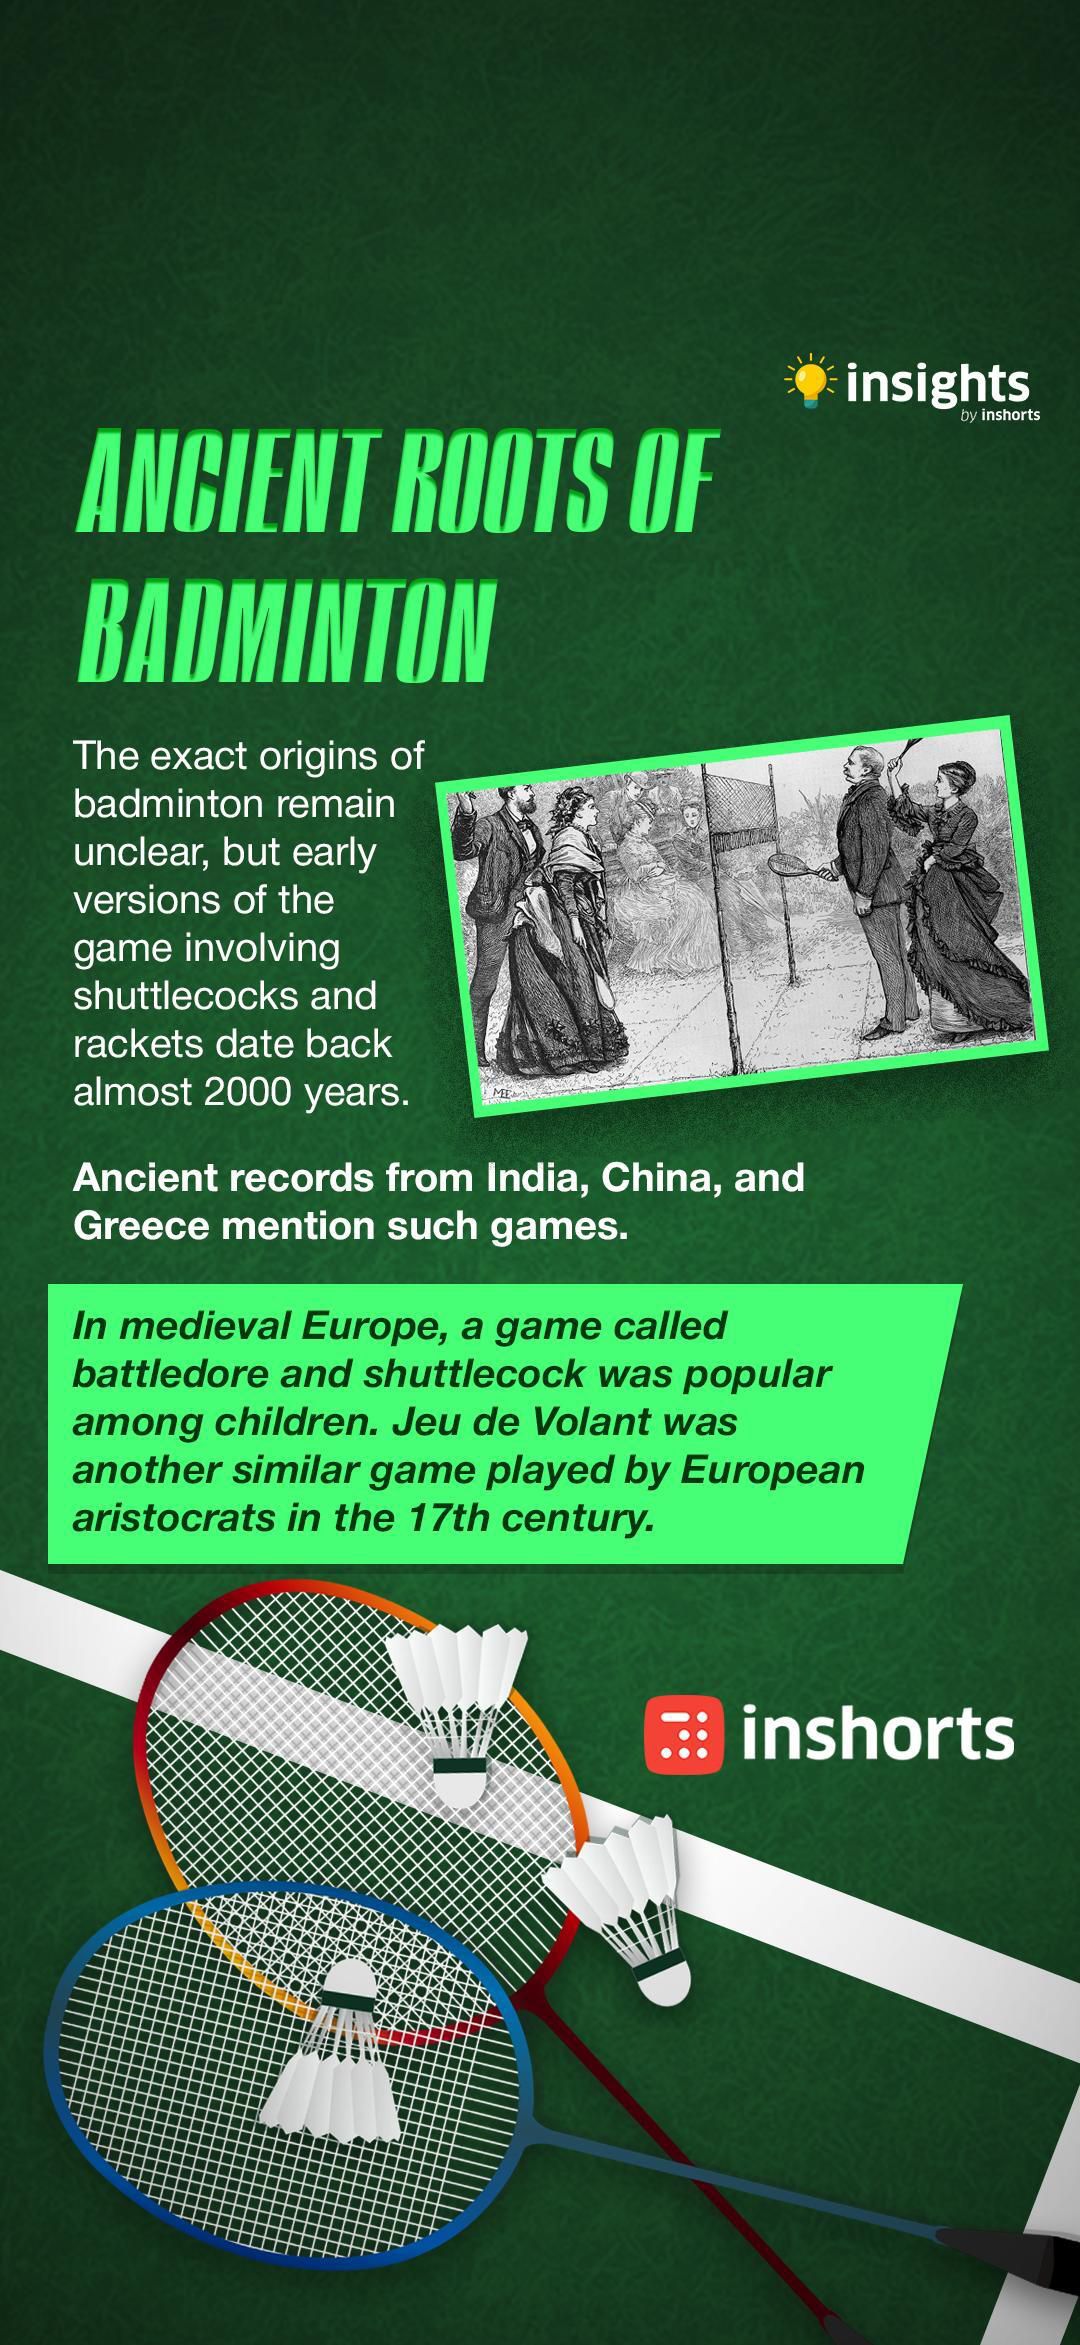 insights
by inshorts
ANCIENT ROOTS OF
BADMINTON
The exact origins of
badminton remain
unclear, but early
versions of the
game involving
shuttlecocks and
rackets date back
almost 2000 years.
Ancient records from India, China, and
Greece mention such games.
In medieval Europe, a game called
battledore and shuttlecock was popular
among children. Jeu de Volant was
another similar game played by European
aristocrats in the 17th century.
inshorts